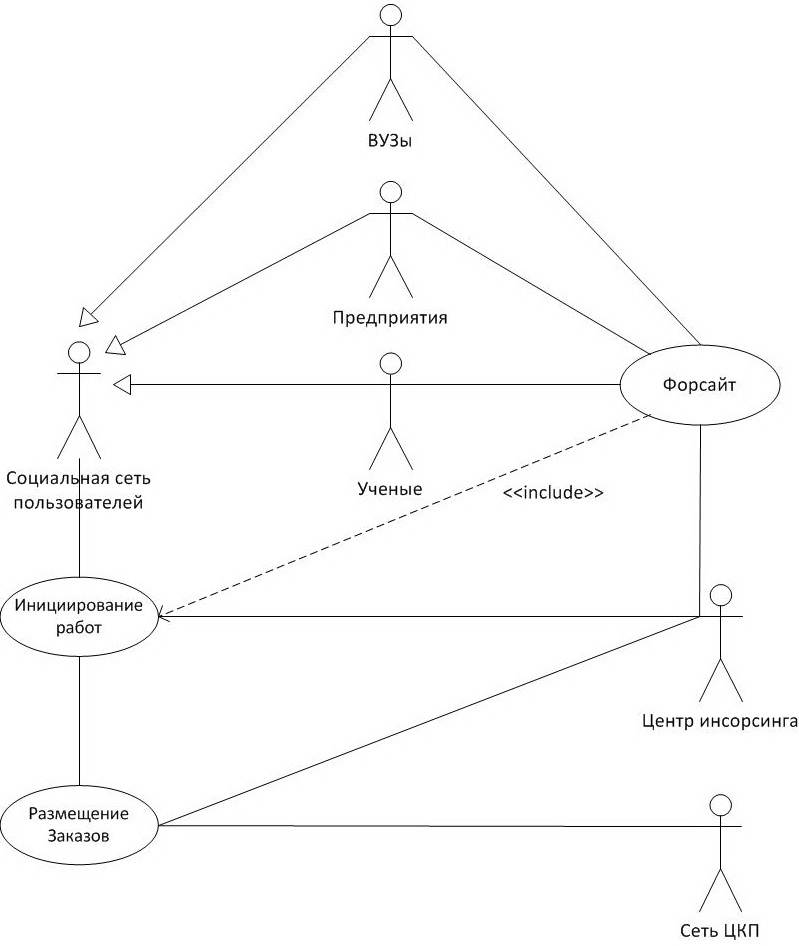 ВУЗы
Предприятия
Форсайт
Социальная сеть
пользователей
Ученые
<<include>>
Инициирование
работ
Центр инсорсинга
Размещение
Заказов
Сеть ЦКП